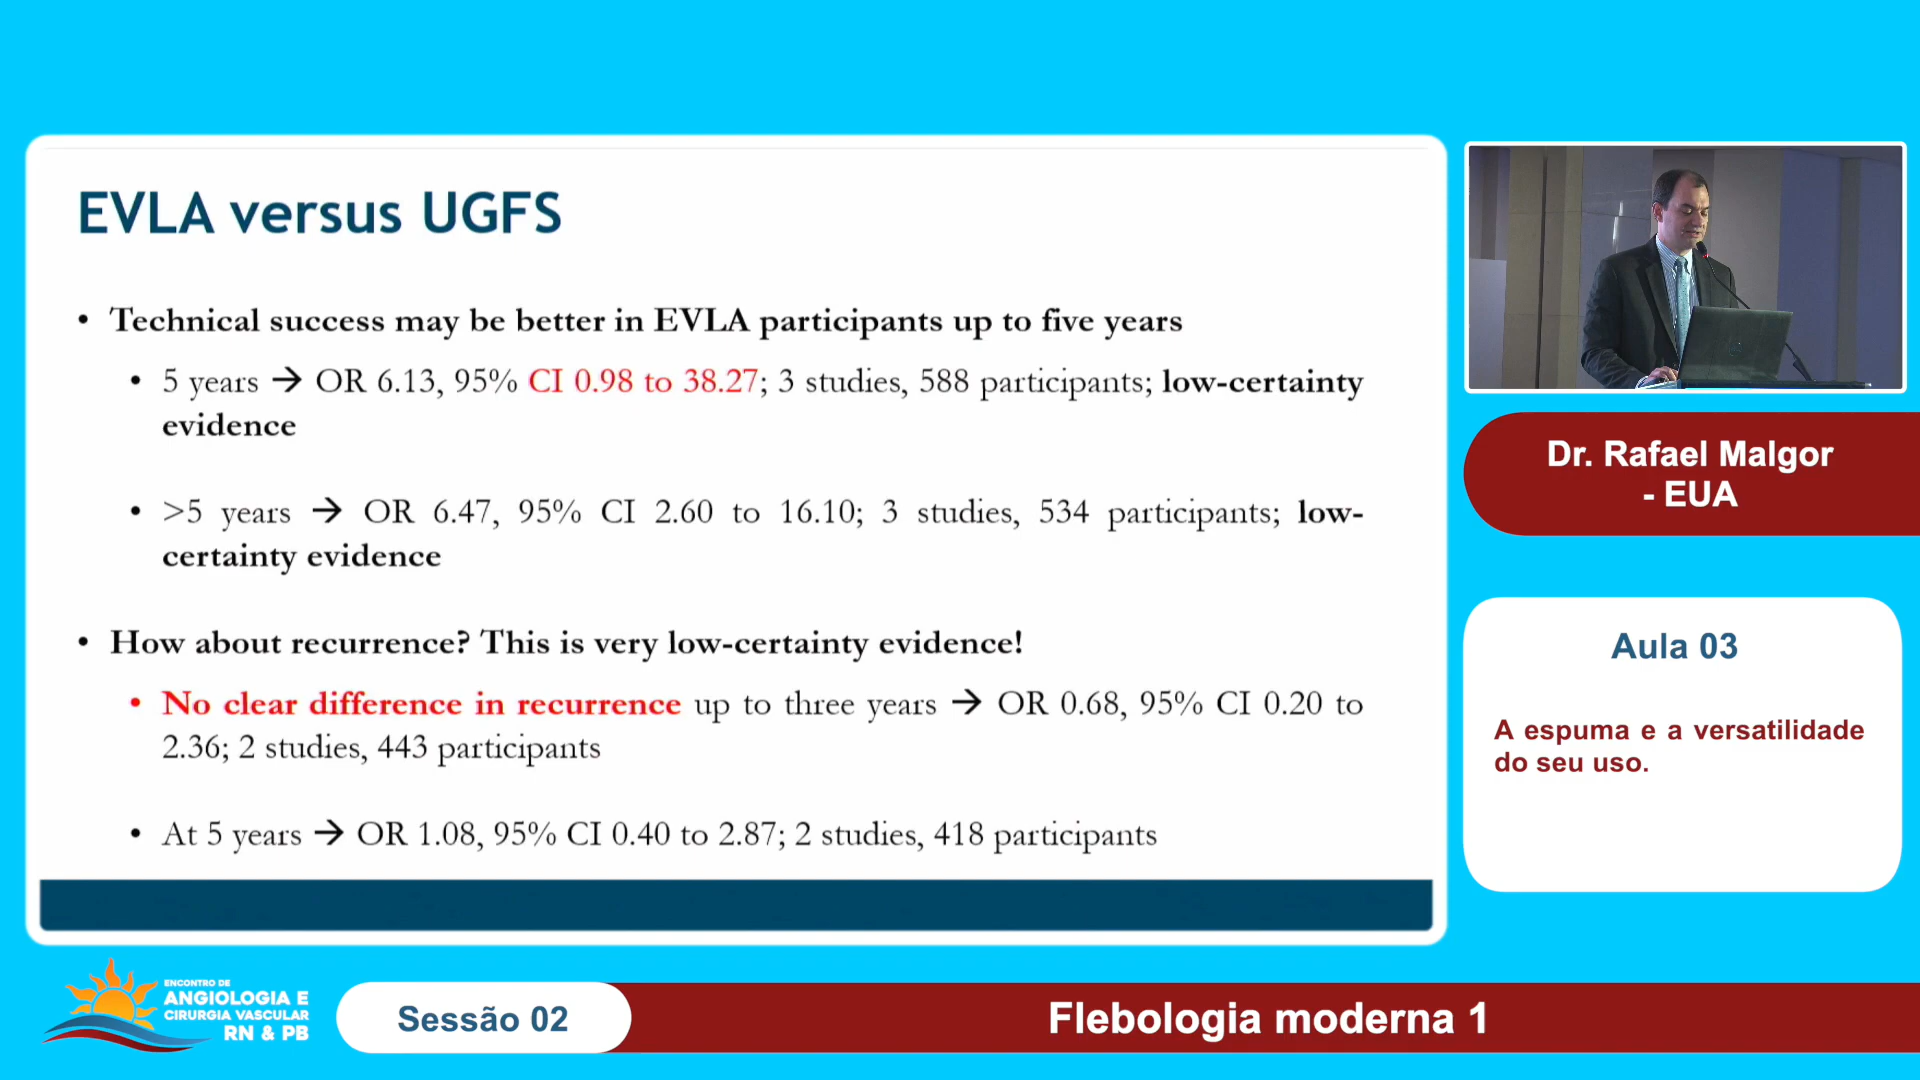 EVLA versus UGFS
• Technical success may be better in EVLA participants up to five years
• 5 years → OR 6.13, 95% CI 0.98 to 38.27; 3 studies, 588 participants; low-certainty
evidence
• >5 years → OR 6.47, 95% CI 2.60 to 16.10; 3 studies, 534 participants; low-
certainty evidence
• How about recurrence? This is very low-certainty evidence!
• No clear difference in recurrence up to three years → OR 0.68, 95% CI 0.20 to
2.36; 2 studies, 443 participants
• At 5 years → OR 1.08, 95% CI 0.40 to 2.87; 2 studies, 418 participants
Dr. Rafael Malgor
- EUA
Aula 03
A espuma e a versatilidade
do seu uso.
ENCONTRO DE
ANGIOLOGIA E
CIRURGIA VASCULAR
RN & PB
Sessão 02
Flebologia moderna 1